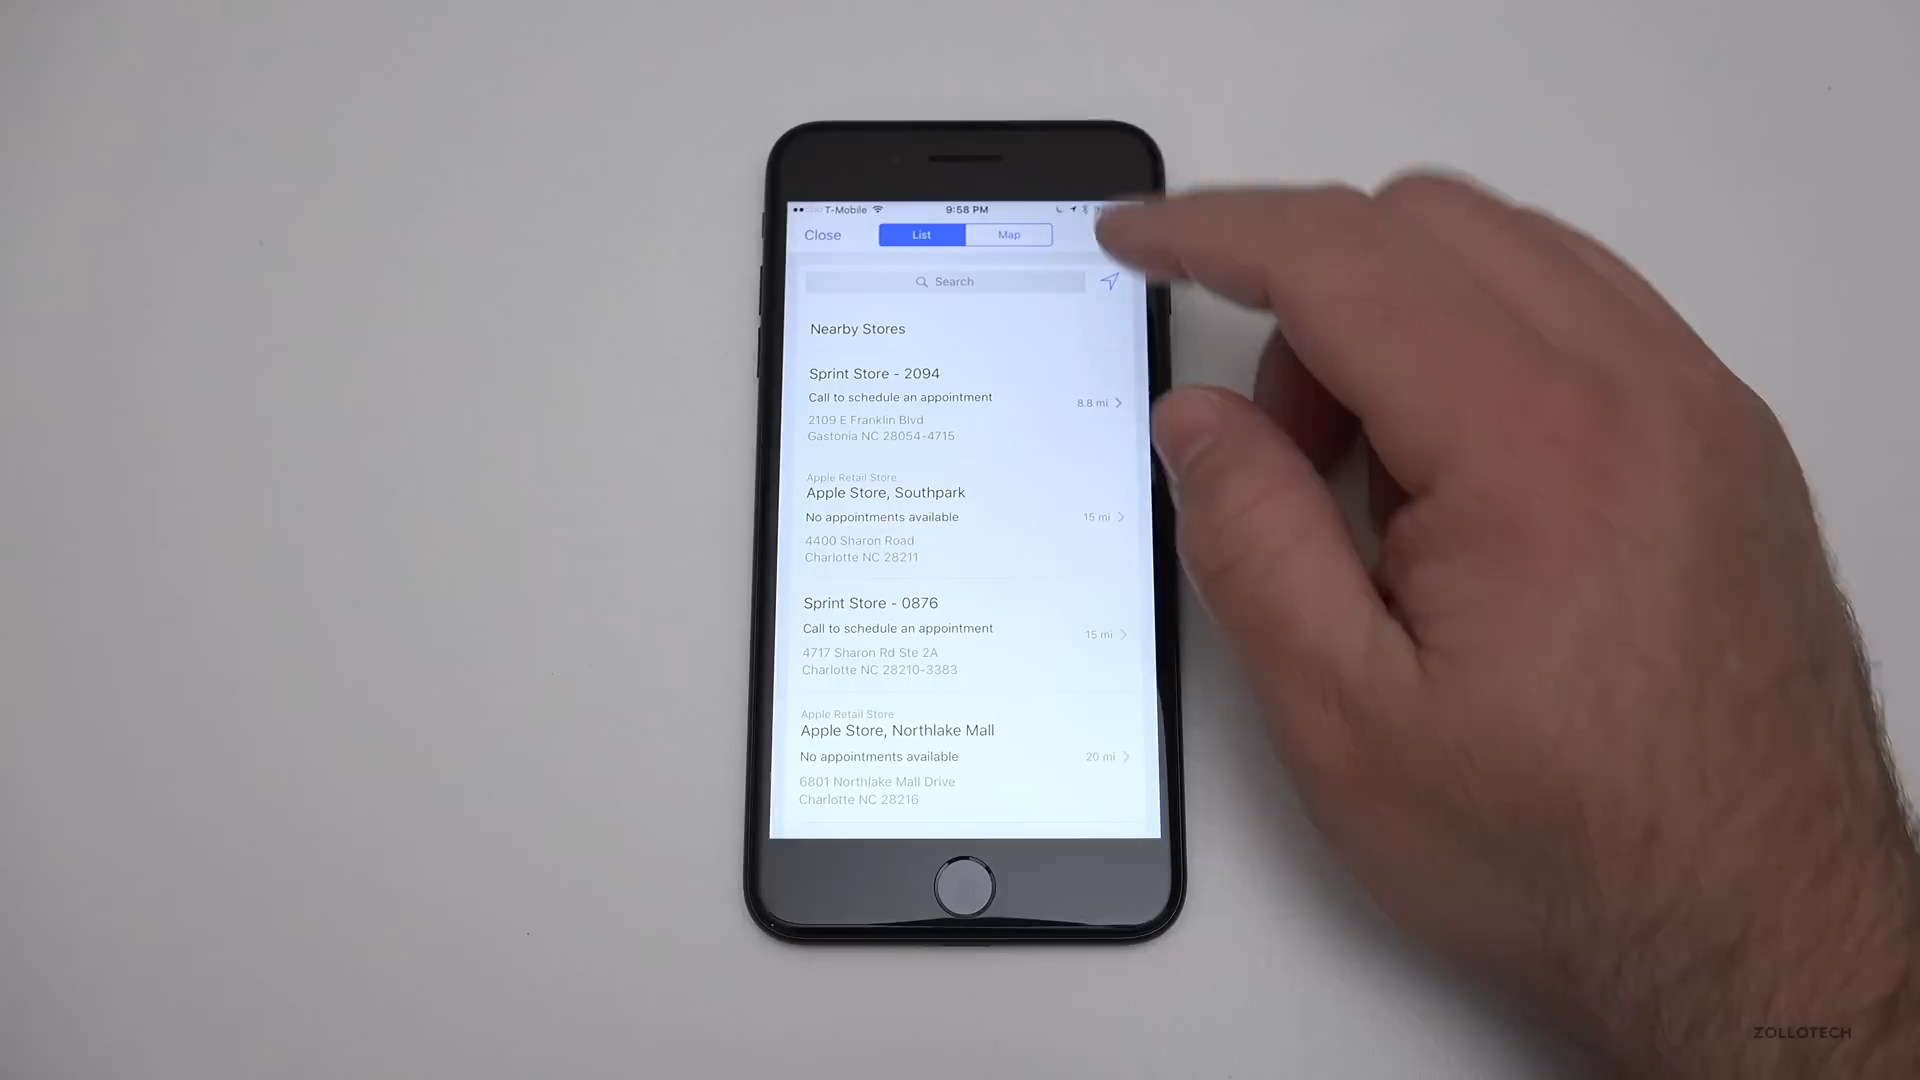 T-Mobile 9:58 PM
Close List Map
Search
Nearby Stores
Sprint Store - 2094
Call to schedule an appointment
8.8 mi
2109 E Franklin Blvd
Gastonia NC 28054-4715
Apple Retail Store
Apple Store, Southpark
No appointments available
15 mi
4400 Sharon Road
Charlotte NC 28211
Sprint Store - 0876
Call to schedule an appointment
15 mi
4717 Sharon Rd Ste 2A
Charlotte NC 28210-3383
Apple Retail Store
Apple Store, Northlake Mall
No appointments available
20 mi
6801 Northlake Mall Drive
Charlotte NC 28216
ZOLLOTECH